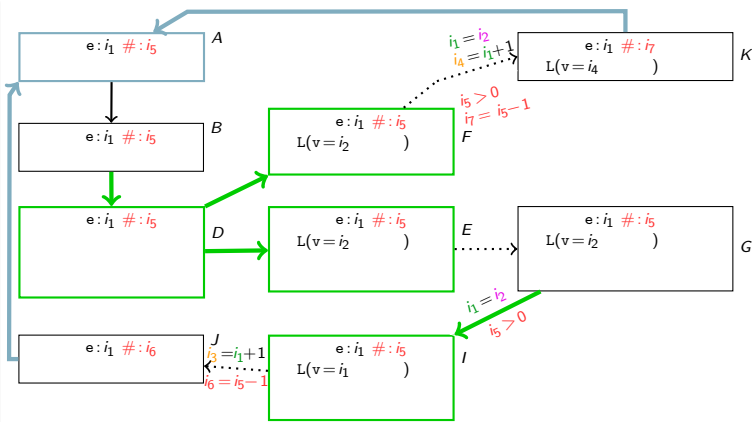 e : i₁ # : i₅
A
e : i₁ # : i₅
B
e : i₁ # : i₅
D
e : i₁ # : i₅
L(v = i₂ )
F
i₁ = i₂
i₄ = i₁+1
i₅ > 0
i₇ = i₅−1
e : i₁ # : i₇
L(v = i₄ )
K
e : i₁ # : i₅
L(v = i₂ )
E
e : i₁ # : i₅
L(v = i₂ )
G
i₁ = i₂
i₅ > 0
e : i₁ # : i₅
L(v = i₁ )
I
i₃ = i₁+1
i₆ = i₅−1
e : i₁ # : i₆
J